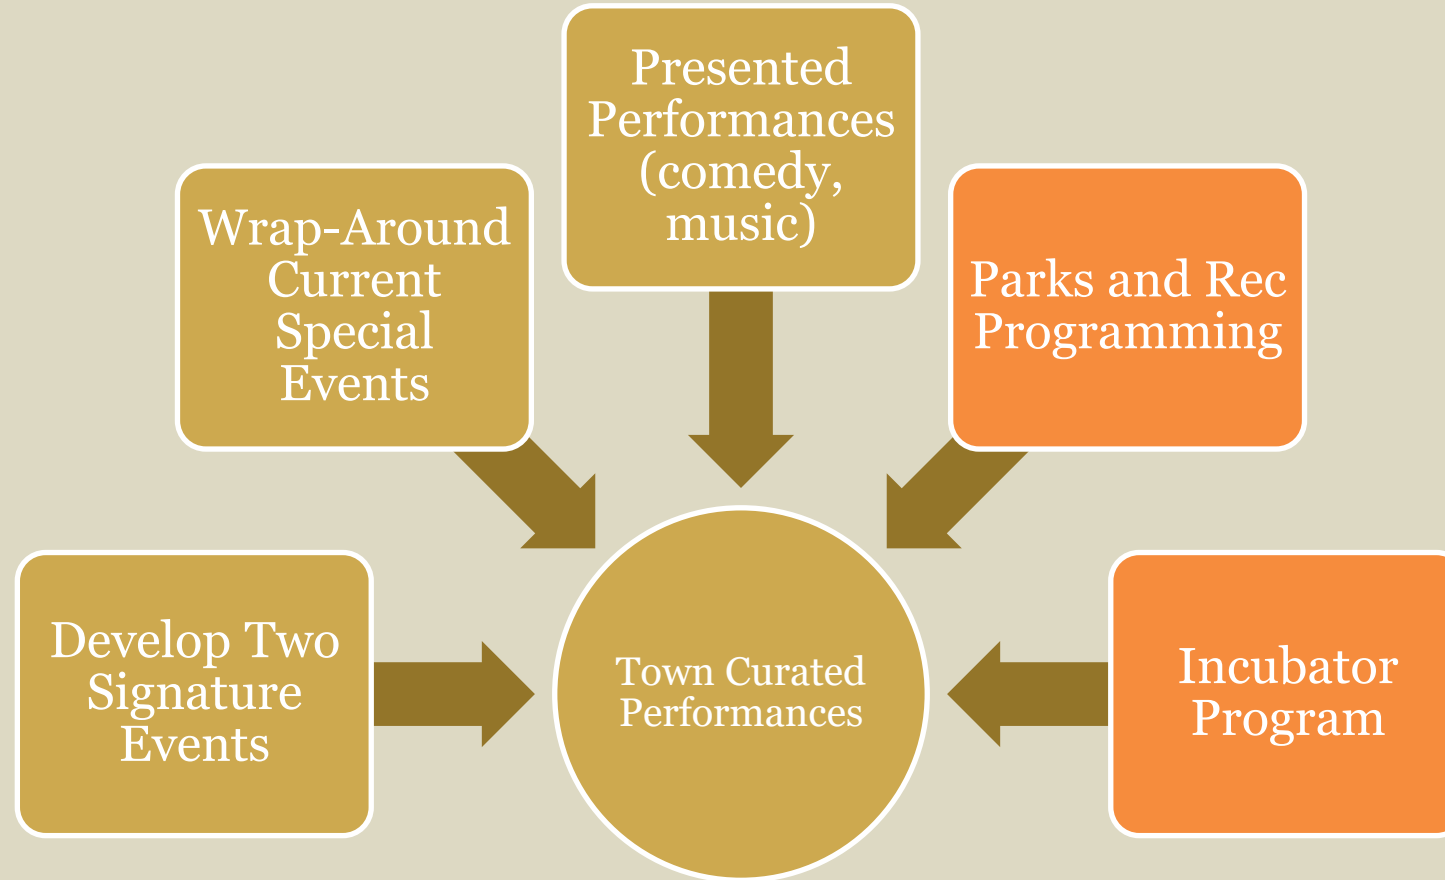 Presented
Performances
(comedy,
music)
Wrap-Around
Current
Special
Events
Parks and Rec
Programming
Develop Two
Signature
Events
Town Curated
Performances
Incubator
Program